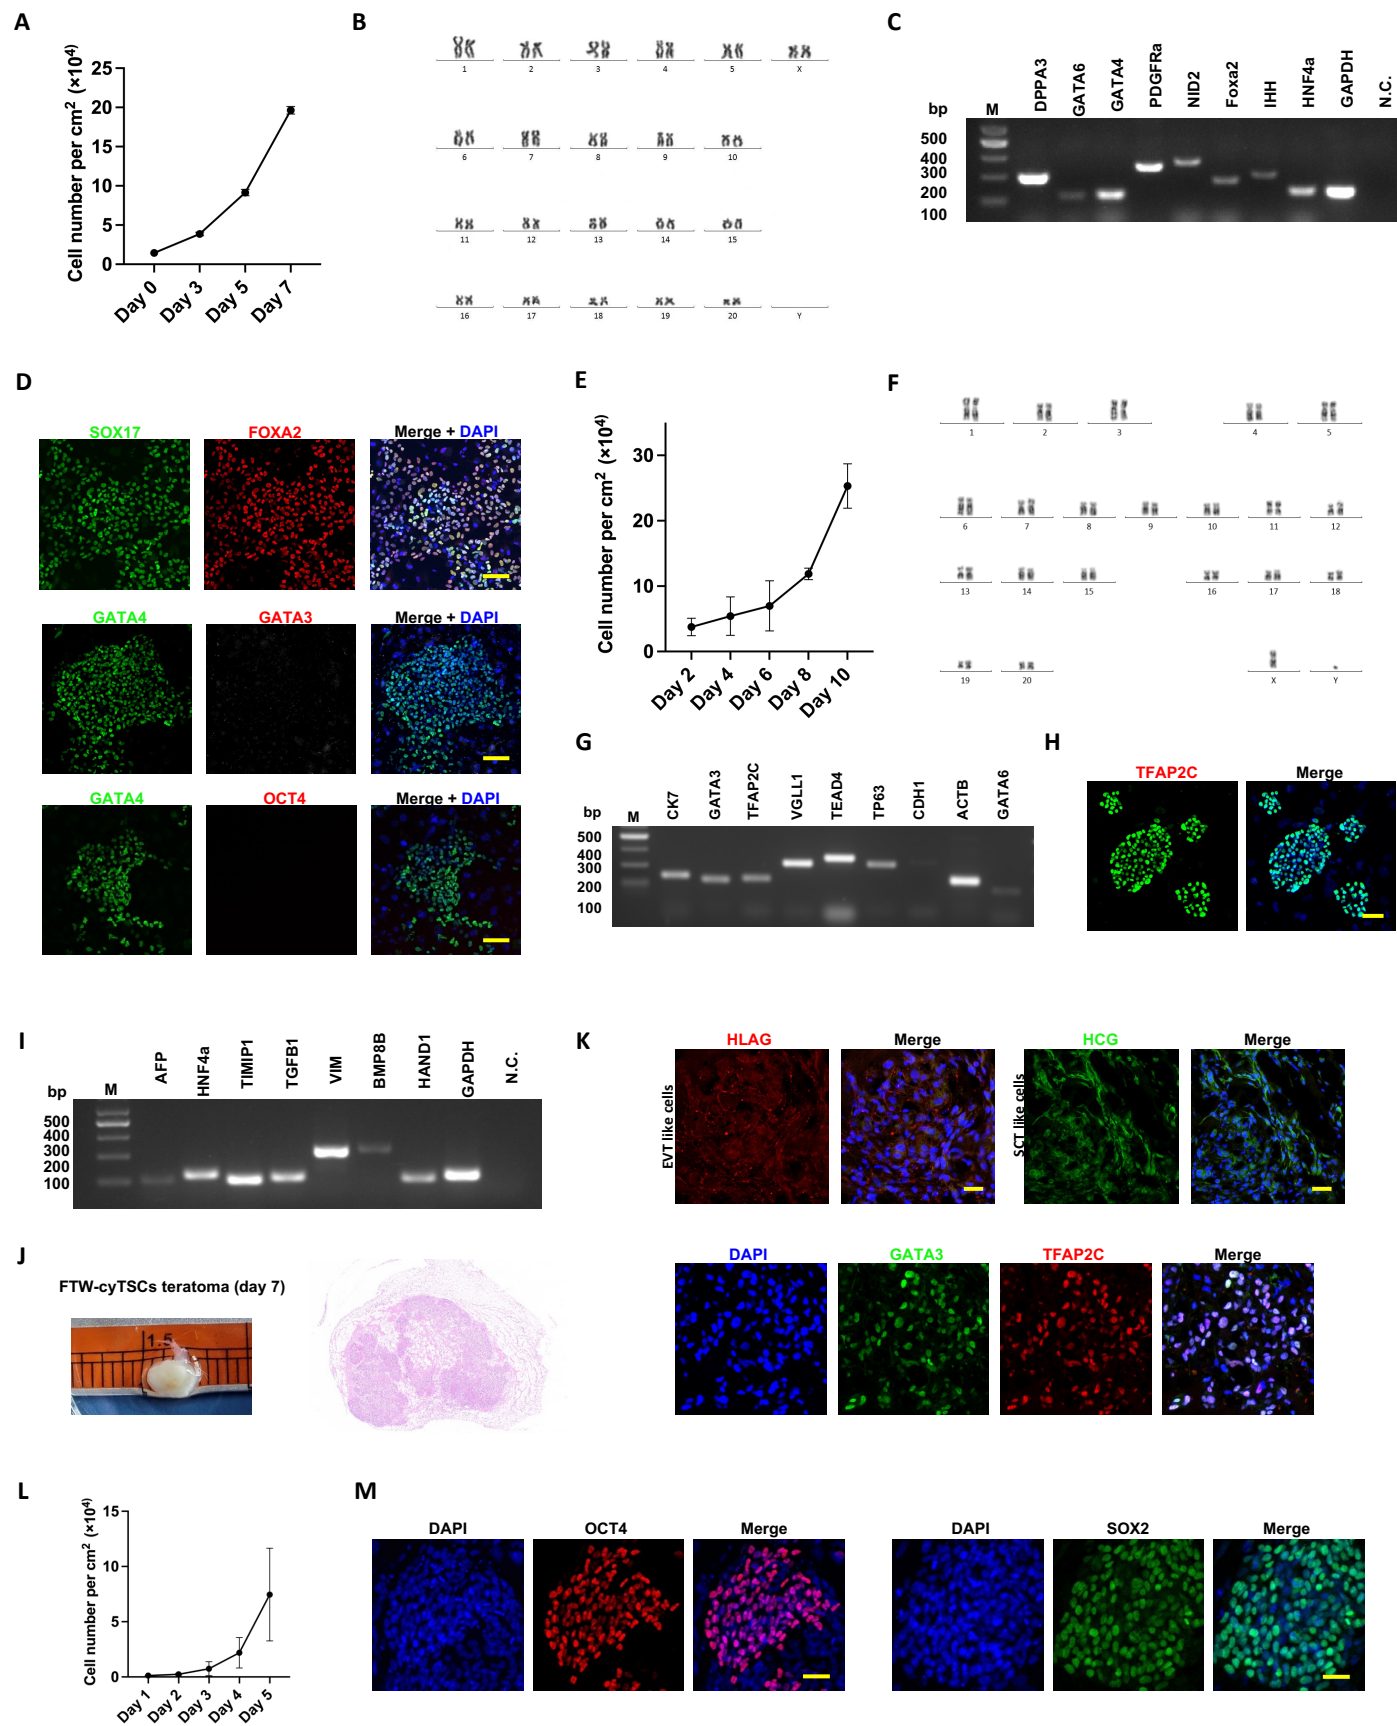 A
Cell number per cm² (×10⁴)
25
20
15
10
5
0
Day 0 Day 3 Day 5 Day 7
B
1 2 3 4 5 X
6 7 8 9 10
11 12 13 14 15
16 17 18 19 20 Y
C
bp M DPPA3 GATA6 GATA4 PDGFRa NID2 Foxa2 IHH HNF4a GAPDH N.C.
500
400
300
200
100
D
SOX17 FOXA2 Merge + DAPI
GATA4 GATA3 Merge + DAPI
GATA4 OCT4 Merge + DAPI
E
Cell number per cm² (×10⁴)
30
20
10
0
Day 2 Day 4 Day 6 Day 8 Day 10
F
1 2 3 4 5
6 7 8 9 10 11 12
13 14 15 16 17 18
19 20 X Y
G
bp M CK7 GATA3 TFAP2C VGLL1 TEAD4 TP63 CDH1 ACTB GATA6
500
400
300
200
100
H
TFAP2C Merge
I
bp M AFP HNF4a TIMIP1 TGFB1 VIM BMP8B HAND1 GAPDH N.C.
500
400
300
200
100
J
FTW-cyTSCs teratoma (day 7)
1.5
K
HLAG Merge HCG Merge
EVT like cells
SCT like cells
DAPI GATA3 TFAP2C Merge
L
Cell number per cm² (×10⁴)
15
10
5
0
Day 1 Day 2 Day 3 Day 4 Day 5
M
DAPI OCT4 Merge DAPI SOX2 Merge